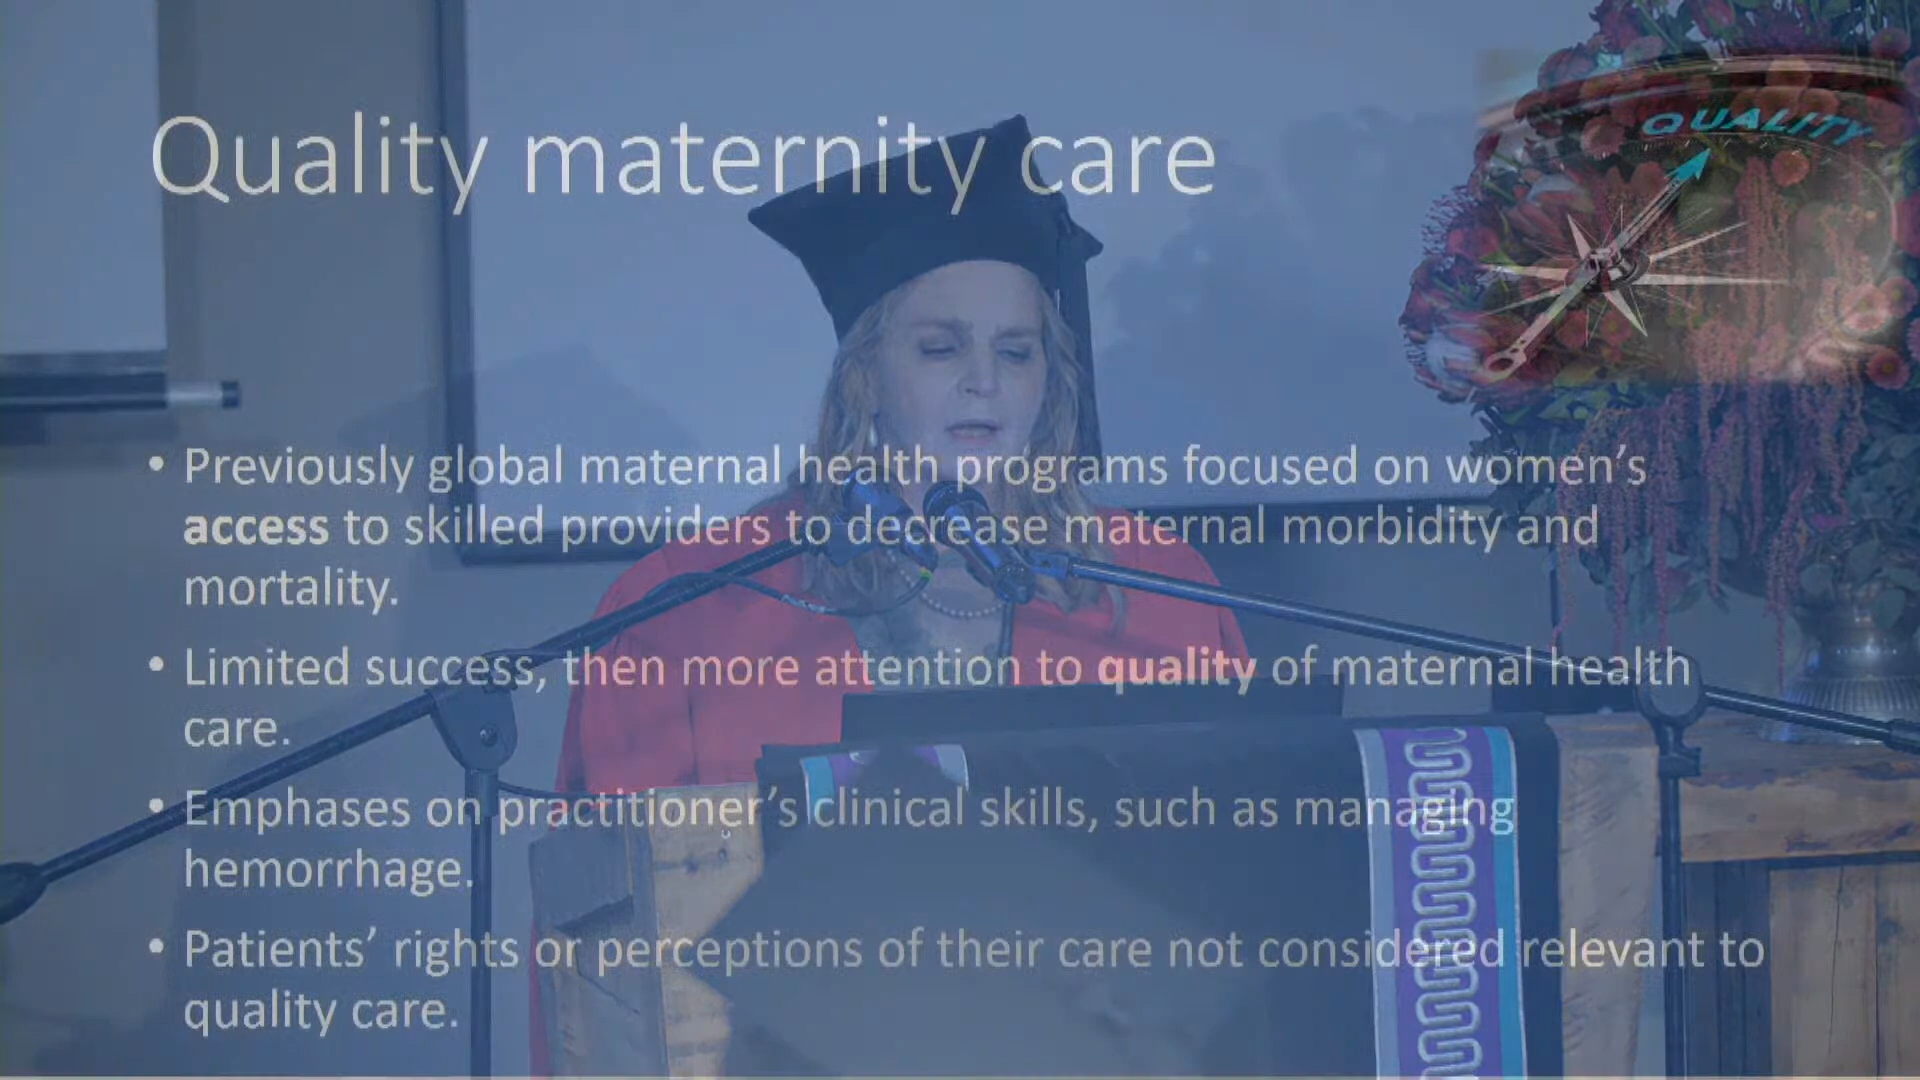 Quality maternity care
QUALITY
• Previously global maternal health programs focused on women's
access to skilled providers to decrease maternal morbidity and
mortality.
• Limited success, then more attention to quality of maternal health
care.
• Emphases on practitioner's clinical skills, such as managing
hemorrhage.
• Patients' rights or perceptions of their care not considered relevant to
quality care.